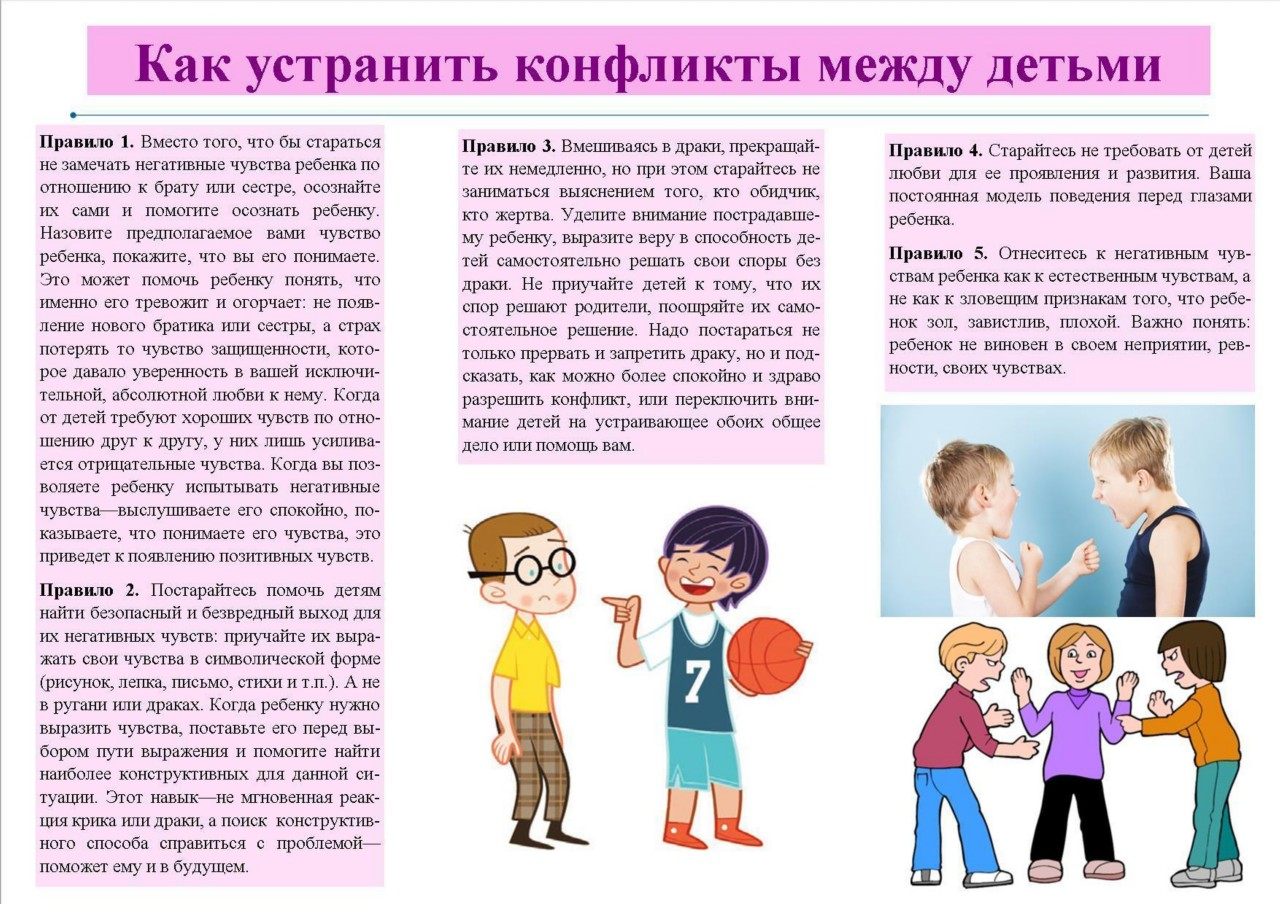 Как устранить конфликты между детьми
Правило 1. Вместо того, что бы стараться
не замечать негативные чувства ребенка по
отношению к брату или сестре, осознайте
их сами и помогите осознать ребенку.
Назовите предполагаемое вами чувство
ребенка, покажите, что вы его понимаете.
Это может помочь ребенку понять, что
именно его тревожит и огорчает: не появ-
ление нового братика или сестры, а страх
потерять то чувство защищенности, кото-
рое давало уверенность в вашей исключи-
тельной, абсолютной любви к нему. Когда
от детей требуют хороших чувств по отно-
шению друг к другу, у них лишь усилива-
ется отрицательные чувства. Когда вы поз-
воляете ребенку испытывать негативные
чувства—выслушиваете его спокойно, по-
казываете, что понимаете его чувства, это
приведет к появлению позитивных чувств.
Правило 2. Постарайтесь помочь детям
найти безопасный и безвредный выход для
их негативных чувств: приучайте их выра-
жать свои чувства в символической форме
(рисунок, лепка, письмо, стихи и т.п.). А не
в ругани или драках. Когда ребенку нужно
выразить чувства, поставьте его перед вы-
бором пути выражения и помогите найти
наиболее конструктивных для данной си-
туации. Этот навык—не мгновенная реак-
ция крика или драки, а поиск конструктив-
ного способа справиться с проблемой—
поможет ему и в будущем.
Правило 3. Вмешиваясь в драки, прекращай-
те их немедленно, но при этом старайтесь не
заниматься выяснением того, кто обидчик,
кто жертва. Уделите внимание пострадавше-
му ребенку, выразите веру в способность де-
тей самостоятельно решать свои споры без
драки. Не приучайте детей к тому, что их
спор решают родители, поощряйте их само-
стоятельное решение. Надо постараться не
только прервать и запретить драку, но и под-
сказать, как можно более спокойно и здраво
разрешить конфликт, или переключить вни-
мание детей на устраивающее обоих общее
дело или помощь вам.
7
Правило 4. Старайтесь не требовать от детей
любви для ее проявления и развития. Ваша
постоянная модель поведения перед глазами
ребенка.
Правило 5. Отнеситесь к негативным чув-
ствам ребенка как к естественным чувствам, а
не как к зловещим признакам того, что ребе-
нок зол, завистлив, плохой. Важно понять:
ребенок не виновен в своем неприятии, рев-
ности, своих чувствах.